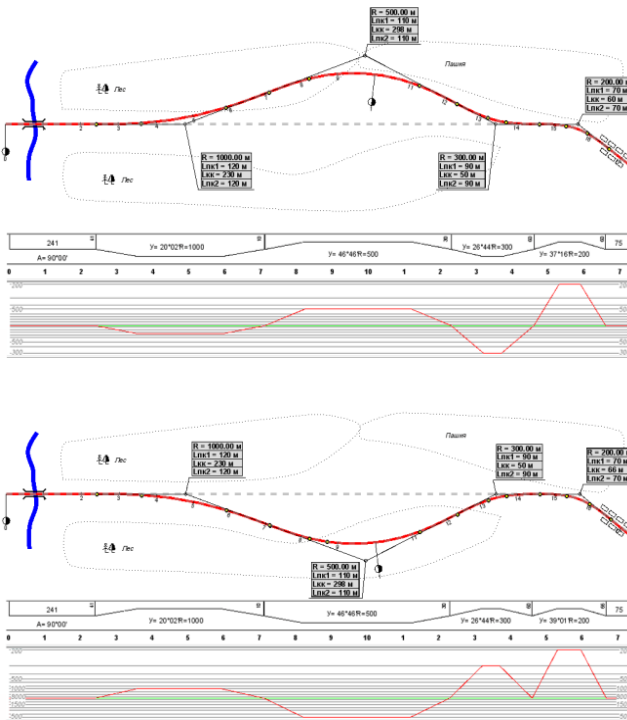 R = 500.00 м
Lпк1 = 110 м
Lкк = 298 м
Lпк2 = 110 м
Пашня
Лес
R = 200.00 м
Lпк1 = 70 м
Lкк = 60 м
Lпк2 = 70 м
R = 1000.00 м
Lпк1 = 120 м
Lкк = 230 м
Lпк2 = 120 м
R = 300.00 м
Lпк1 = 90 м
Lкк = 50 м
Lпк2 = 90 м
Лес
241
У= 20°02'R=1000
У= 46°46'R=500
У= 26°44'R=300
У= 37°16'R=200
75
A= 90°00'
0 1 2 3 4 5 6 7 8 9 10 1 2 3 4 5 6 7
Пашня
Лес
R = 1000.00 м
Lпк1 = 120 м
Lкк = 230 м
Lпк2 = 120 м
R = 300.00 м
Lпк1 = 90 м
Lкк = 50 м
Lпк2 = 90 м
R = 200.00 м
Lпк1 = 70 м
Lкк = 66 м
Lпк2 = 70 м
Лес
R = 500.00 м
Lпк1 = 110 м
Lкк = 298 м
Lпк2 = 110 м
241
У= 20°02'R=1000
У= 46°46'R=500
У= 26°44'R=300
У= 39°01'R=200
75
A= 90°00'
0 1 2 3 4 5 6 7 8 9 10 1 2 3 4 5 6 7